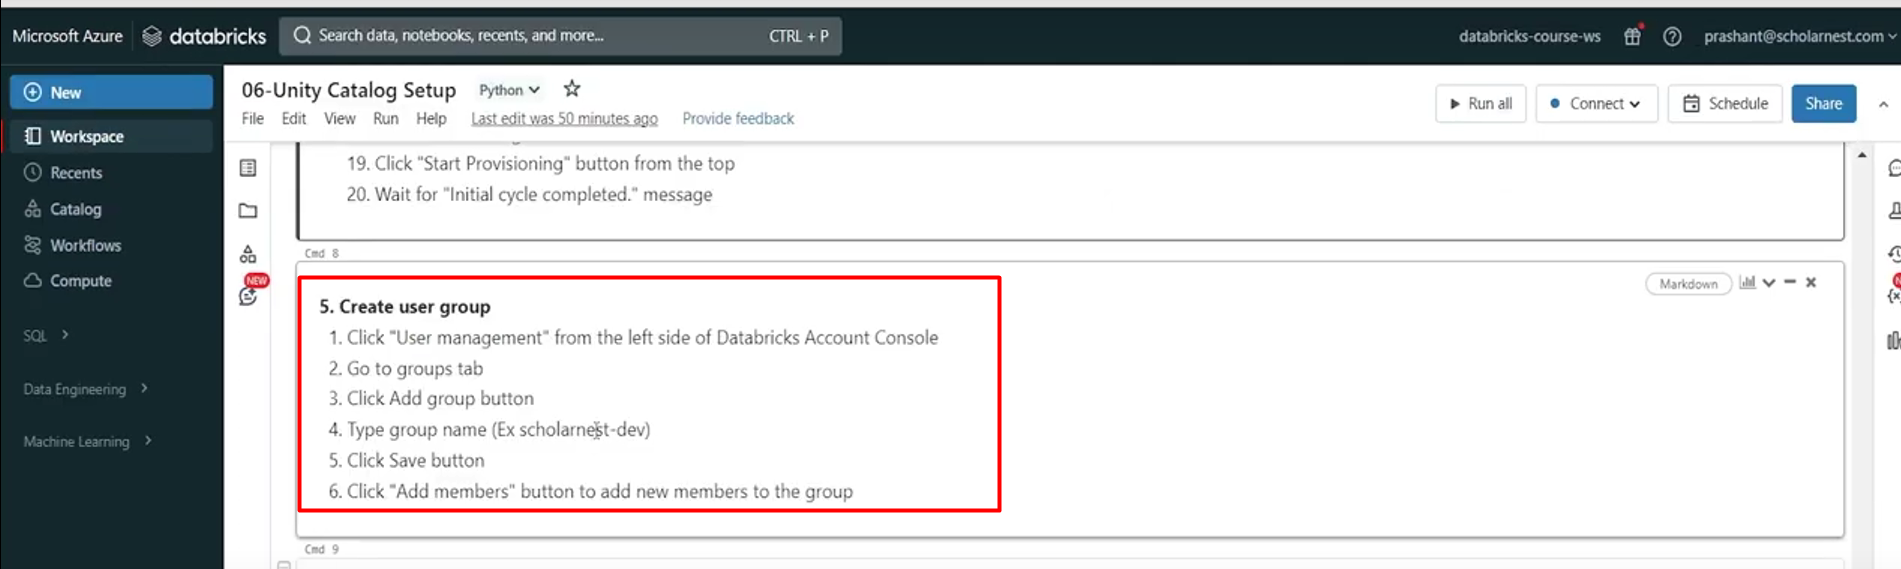 Microsoft Azure databricks Search data, notebooks, recents, and more... CTRL + P databricks-course-ws prashant@scholarnest.com
New
Workspace
Recents
Catalog
Workflows
Compute
SQL
Data Engineering
Machine Learning
06-Unity Catalog Setup Python
File Edit View Run Help Last edit was 50 minutes ago Provide feedback
Run all Connect Schedule Share
NEW
19. Click "Start Provisioning" button from the top
20. Wait for "Initial cycle completed." message
Cmd 8
Markdown
5. Create user group
1. Click "User management" from the left side of Databricks Account Console
2. Go to groups tab
3. Click Add group button
4. Type group name (Ex scholarnest-dev)
5. Click Save button
6. Click "Add members" button to add new members to the group
Cmd 9